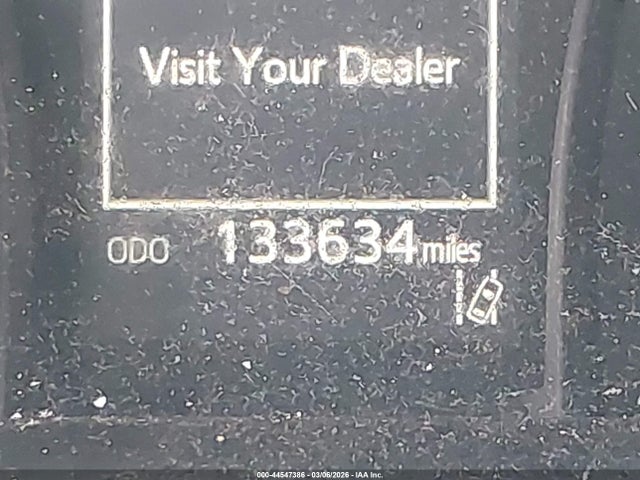 Visit Your Dealer
ODO 133634 miles
000-44547386 - 03/06/2026 - IAA Inc.